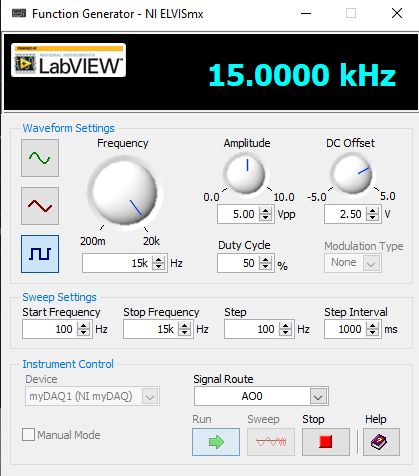 Function Generator - NI ELVISmx
POWERED BY
NATIONAL INSTRUMENTS
LabVIEW™
15.0000 kHz
Waveform Settings
Frequency
Amplitude
DC Offset
0.0 10.0 -5.0 5.0
5.00 Vpp 2.50 V
200m 20k
15k Hz
Duty Cycle
50 %
Modulation Type
None
Sweep Settings
Start Frequency Stop Frequency Step Step Interval
100 Hz 15k Hz 100 Hz 1000 ms
Instrument Control
Device
myDAQ1 (NI myDAQ)
Signal Route
AO0
Manual Mode
Run Sweep Stop Help